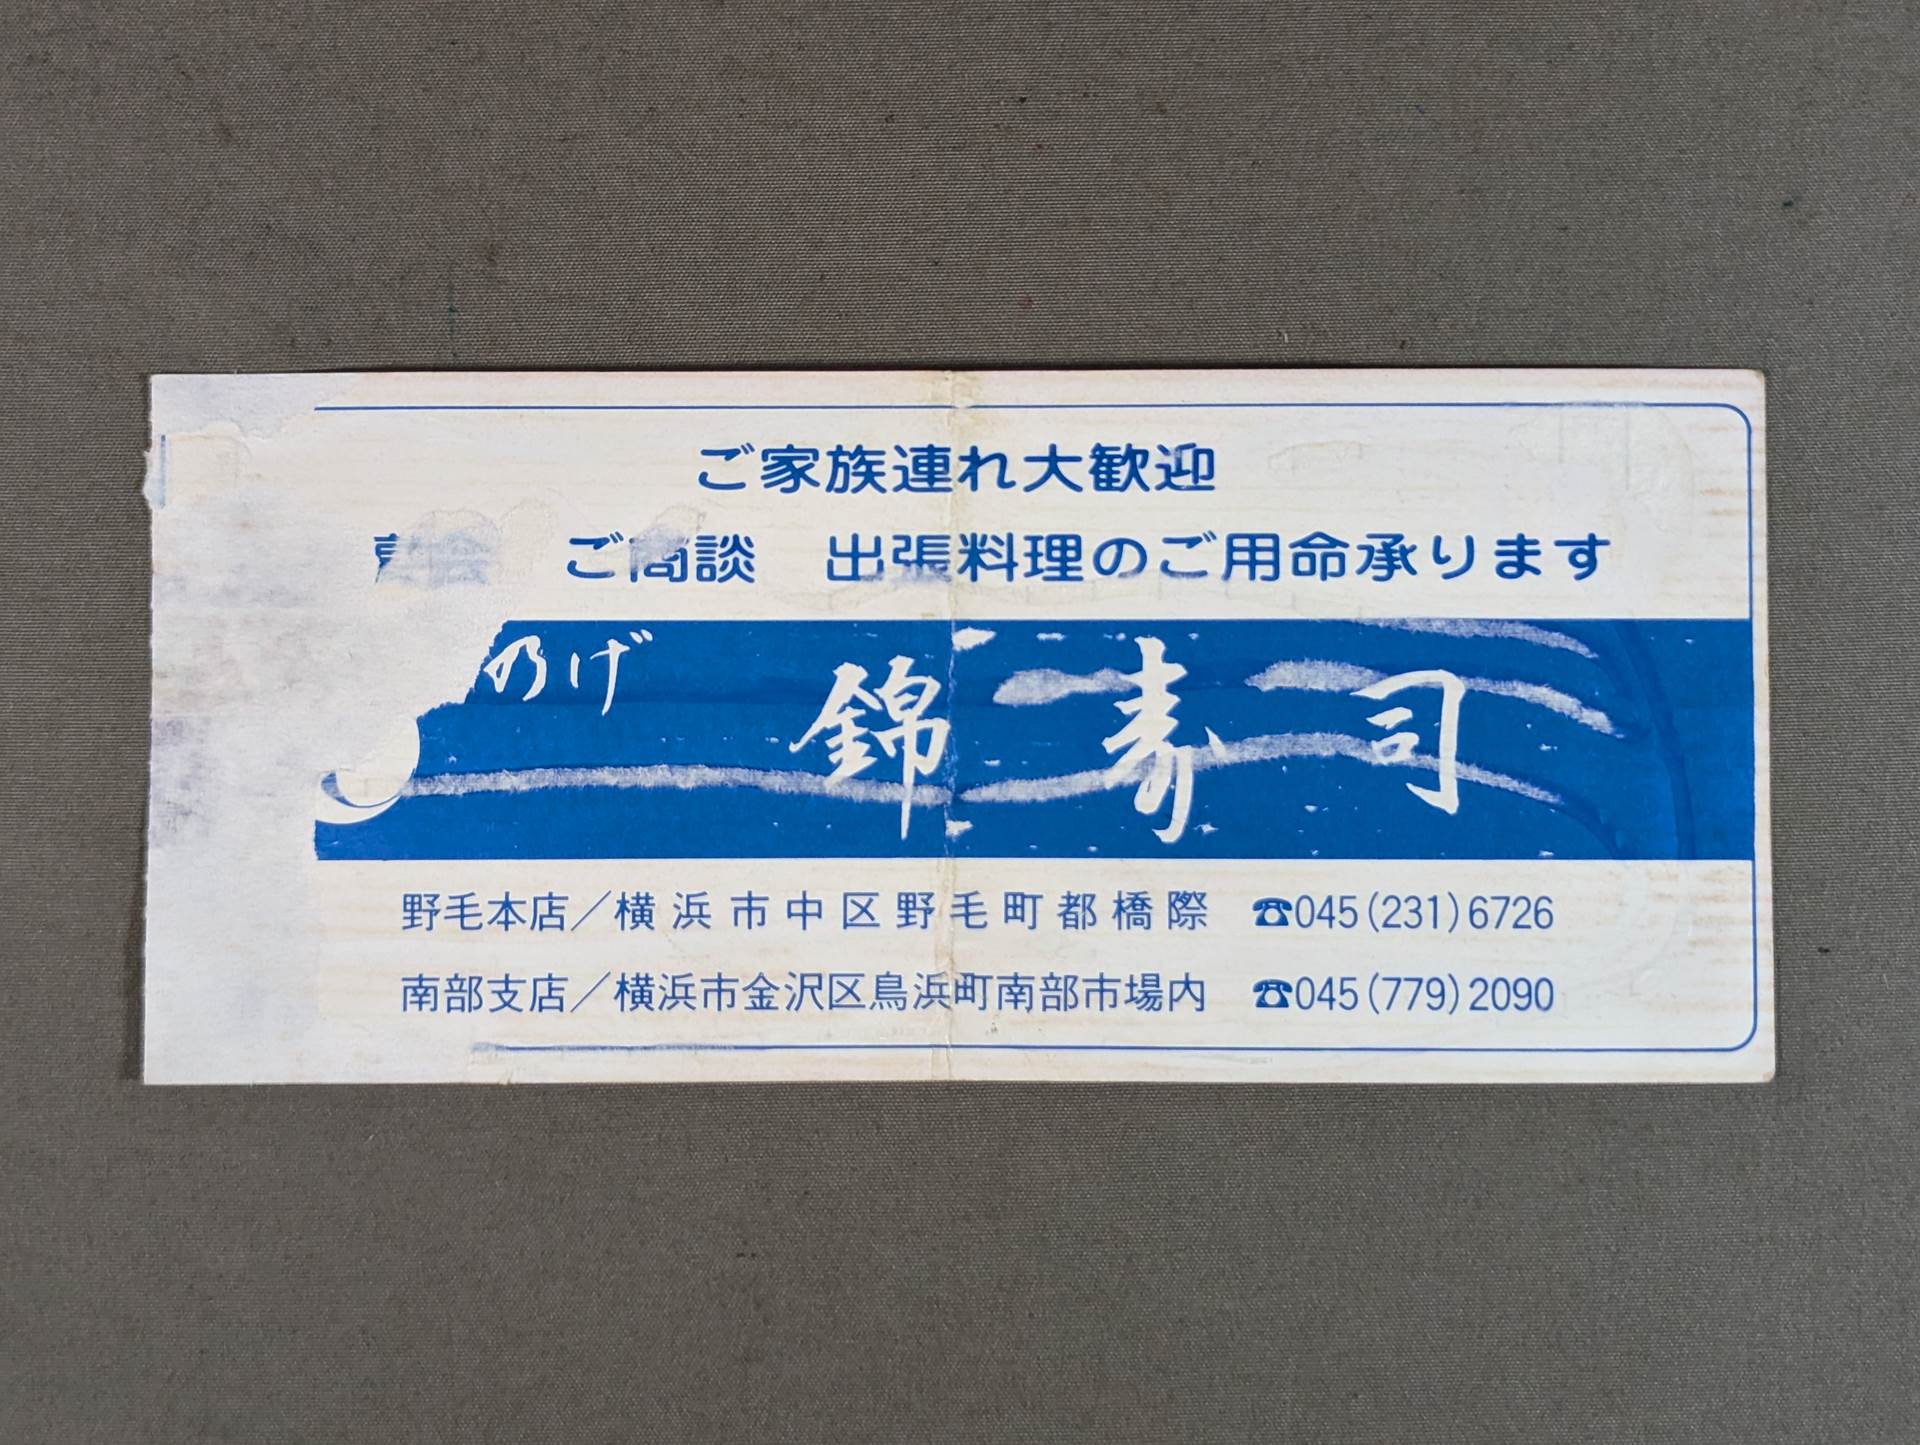 ご家族連れ大歓迎
宴会　ご商談　出張料理のご用命承ります
のげ　錦寿司
野毛本店／横浜市中区野毛町都橋際　☎045(231)6726
南部支店／横浜市金沢区鳥浜町南部市場内　☎045(779)2090